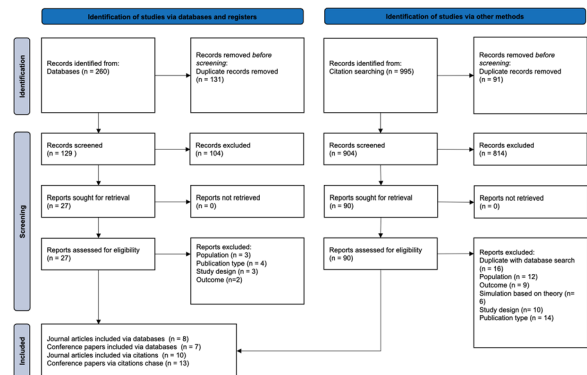 Identification of studies via databases and registers
Identification of studies via other methods
Identification
Records identified from:
Databases (n = 260)
Records removed before
screening:
Duplicate records removed
(n = 131)
Records identified from:
Citation searching (n = 995)
Records removed before
screening:
Duplicate records removed
(n = 91)
Screening
Records screened
(n = 129 )
Records excluded
(n = 104)
Records screened
(n = 904)
Records excluded
(n = 814)
Reports sought for retrieval
(n = 27)
Reports not retrieved
(n = 0)
Reports sought for retrieval
(n = 90)
Reports not retrieved
(n = 0)
Reports assessed for eligibility
(n = 27)
Reports excluded:
Population (n = 3)
Publication type (n = 4)
Study design (n = 3)
Outcome (n=2)
Reports assessed for eligibility
(n = 90)
Reports excluded:
Duplicate with database search
(n = 16)
Population (n = 12)
Outcome (n = 9)
Simulation based on theory (n=
6)
Study design (n= 10)
Publication type (n = 14)
Included
Journal articles included via databases (n = 8)
Conference papers included via databases (n = 7)
Journal articles included via citations (n = 10)
Conference papers via citations chase (n = 13)